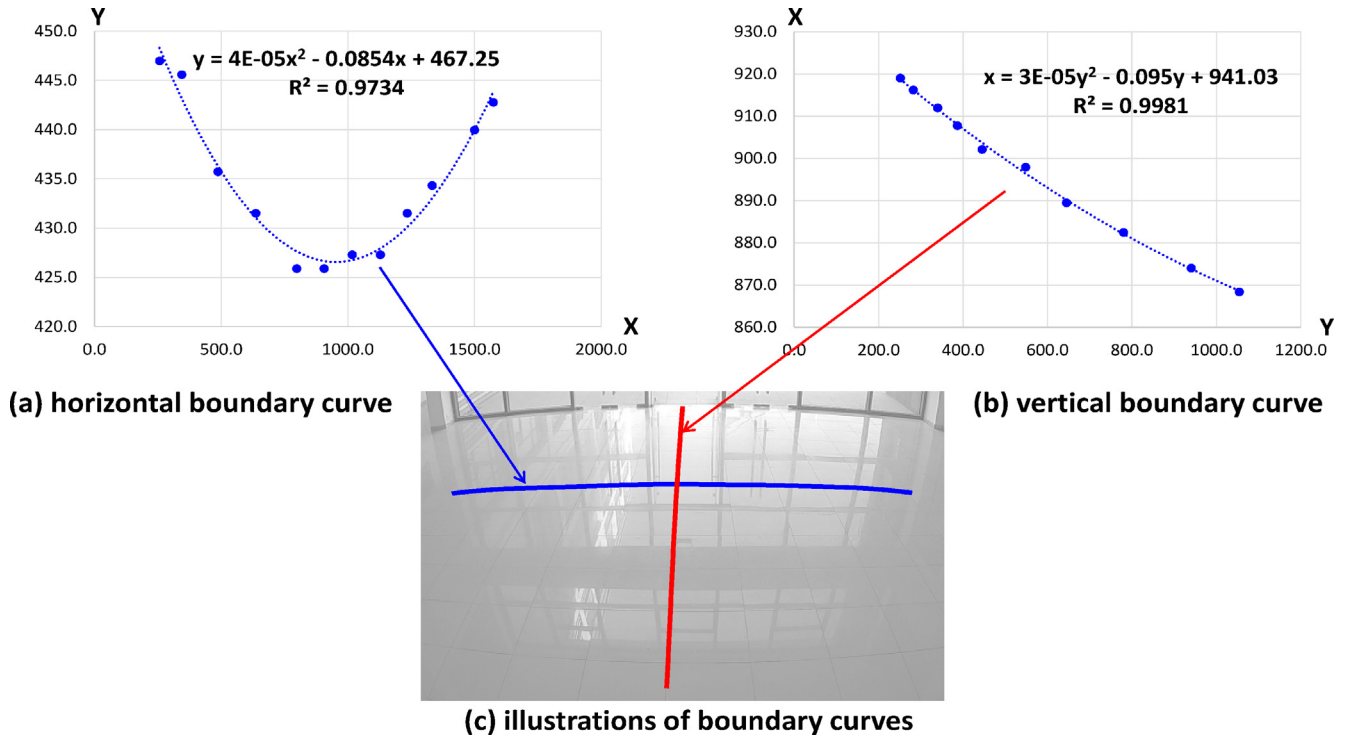 Y
450.0
445.0
440.0
435.0
430.0
425.0
420.0
y = 4E-05x² - 0.0854x + 467.25
R² = 0.9734
X
0.0
500.0
1000.0
1500.0
2000.0
(a) horizontal boundary curve
X
930.0
920.0
910.0
900.0
890.0
880.0
870.0
860.0
x = 3E-05y² - 0.095y + 941.03
R² = 0.9981
Y
0.0
200.0
400.0
600.0
800.0
1000.0
1200.0
(b) vertical boundary curve
(c) illustrations of boundary curves